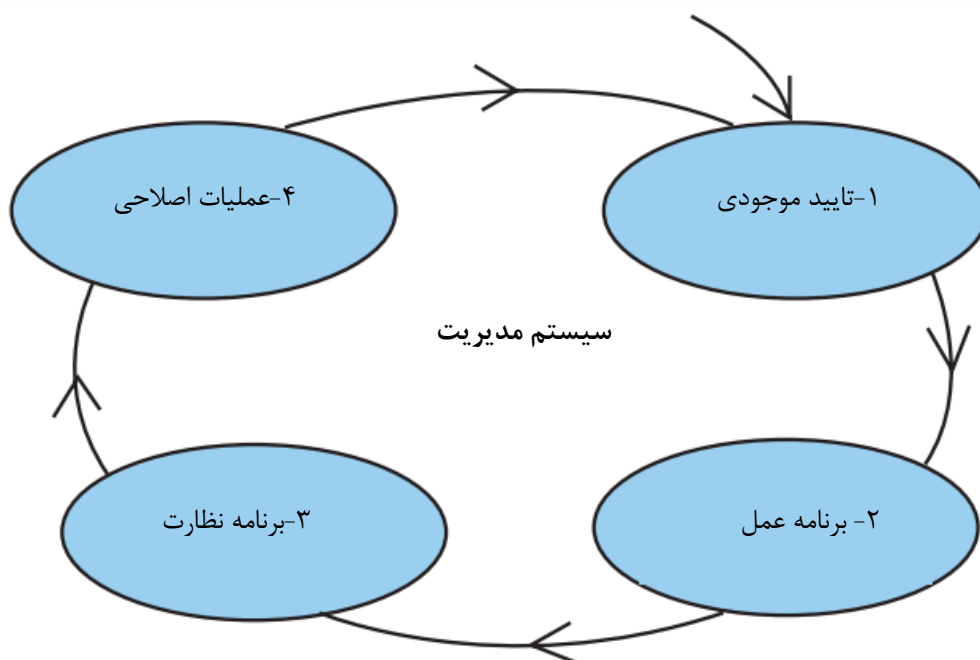 ۱-تایید موجودی
۴-عملیات اصلاحی
سیستم مدیریت
۲- برنامه عمل
۳-برنامه نظارت